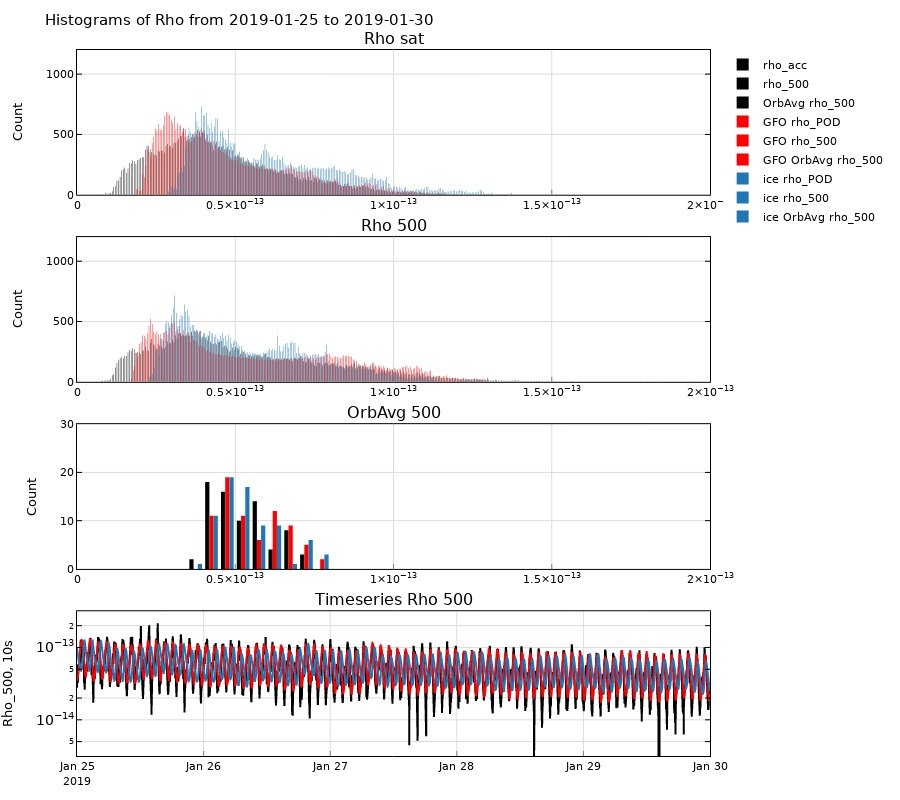 Histograms of Rho from 2019-01-25 to 2019-01-30
Rho sat
Count
1000
500
0
0 0.5×10−13 1×10−13 1.5×10−13 2×10−
rho_acc
rho_500
OrbAvg rho_500
GFO rho_POD
GFO rho_500
GFO OrbAvg rho_500
ice rho_POD
ice rho_500
ice OrbAvg rho_500
Rho 500
Count
1000
500
0
0 0.5×10−13 1×10−13 1.5×10−13 2×10−13
OrbAvg 500
Count
30
20
10
0
0 0.5×10−13 1×10−13 1.5×10−13 2×10−13
Timeseries Rho 500
Rho_500, 10s
2
10−13
5
2
10−14
5
Jan 25 Jan 26 Jan 27 Jan 28 Jan 29 Jan 30
2019